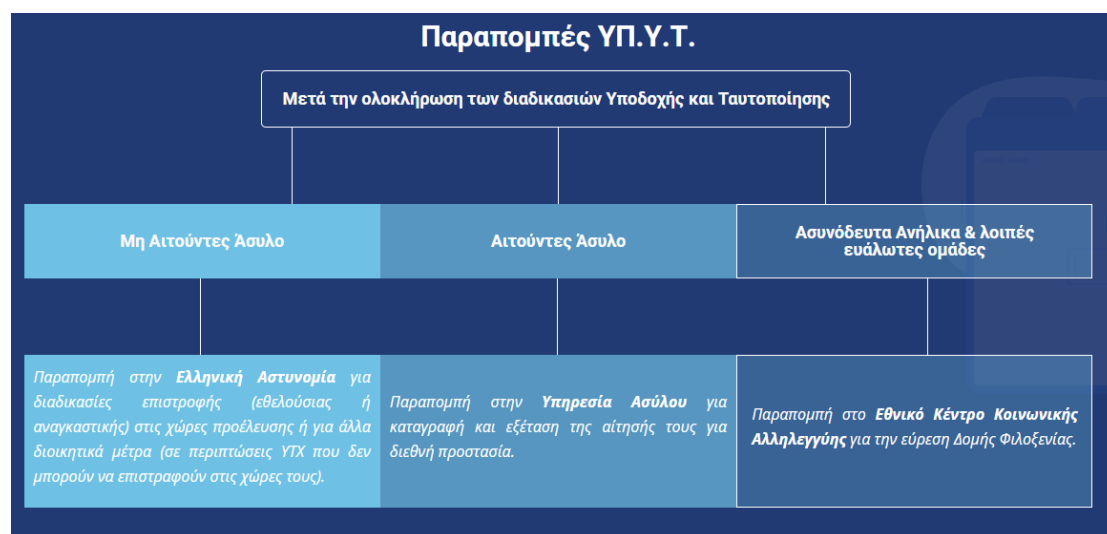 Παραπομπές ΥΠ.Υ.Τ.
Μετά την ολοκλήρωση των διαδικασιών Υποδοχής και Ταυτοποίησης
Μη Αιτούντες Άσυλο
Αιτούντες Άσυλο
Ασυνόδευτα Ανήλικα & λοιπές
ευάλωτες ομάδες
Παραπομπή στην Ελληνική Αστυνομία για
διαδικασίες επιστροφής (εθελούσιας ή
αναγκαστικής) στις χώρες προέλευσης ή για άλλα
διοικητικά μέτρα (σε περιπτώσεις ΥΤΧ που δεν
μπορούν να επιστραφούν στις χώρες τους).
Παραπομπή στην Υπηρεσία Ασύλου για
καταγραφή και εξέταση της αίτησής τους για
διεθνή προστασία.
Παραπομπή στο Εθνικό Κέντρο Κοινωνικής
Αλληλεγγύης για την εύρεση Δομής Φιλοξενίας.